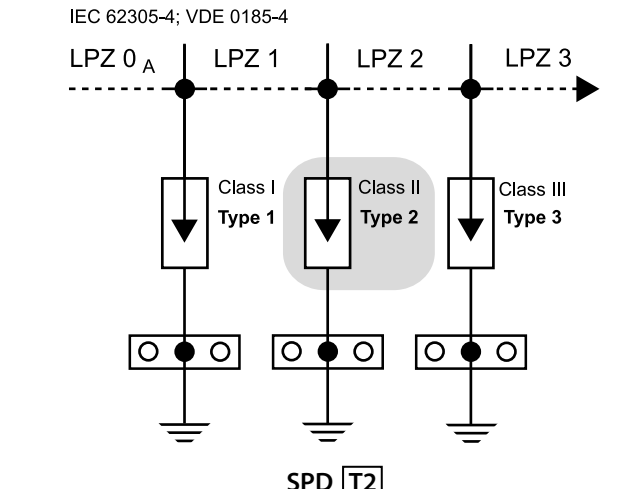 IEC 62305-4; VDE 0185-4
LPZ 0 A LPZ 1 LPZ 2 LPZ 3
Class I Class II Class III
Type 1 Type 2 Type 3
SPD T2